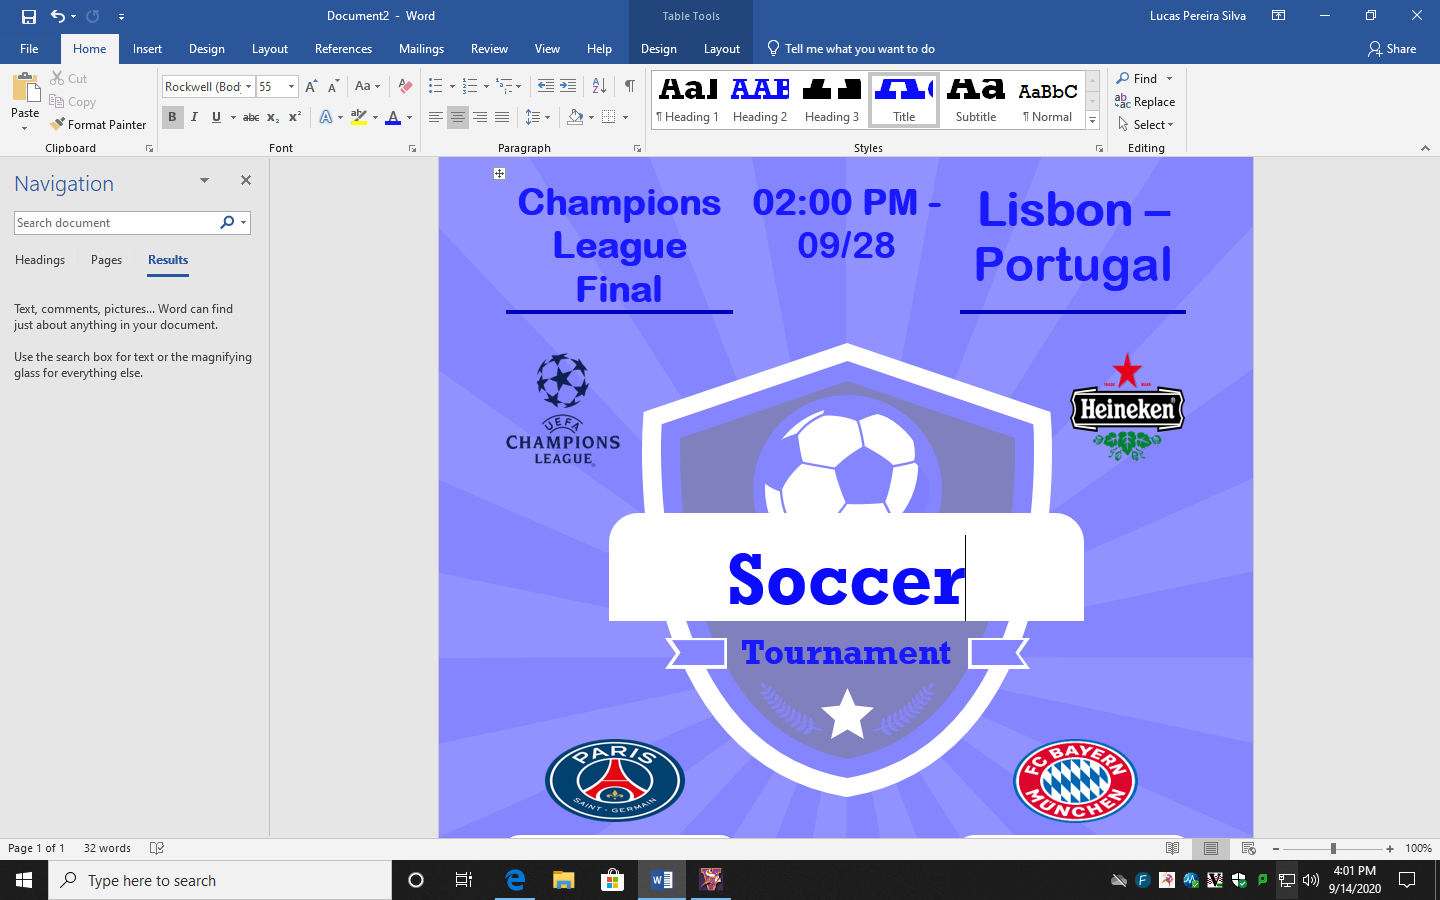 Document2 - Word
Table Tools
Lucas Pereira Silva
File Home Insert Design Layout References Mailings Review View Help Design Layout Tell me what you want to do Share
Paste
Cut
Copy
Format Painter
Clipboard
Rockwell (Body 55
B I U abc x₂ x²
Font
Paragraph
AaI AAB Title AaBbC
¶ Heading 1 Heading 2 Heading 3 Title Subtitle ¶ Normal
Styles
Find
Replace
Select
Editing
Navigation
Search document
Headings Pages Results
Text, comments, pictures... Word can find
just about anything in your document.
Use the search box for text or the magnifying
glass for everything else.
Champions
League
Final
02:00 PM -
09/28
Lisbon –
Portugal
UEFA
CHAMPIONS
LEAGUE
Heineken
Soccer
Tournament
PARIS
SAINT-GERMAIN
FC BAYERN
MÜNCHEN
Page 1 of 1 32 words
100%
Type here to search
4:01 PM
9/14/2020